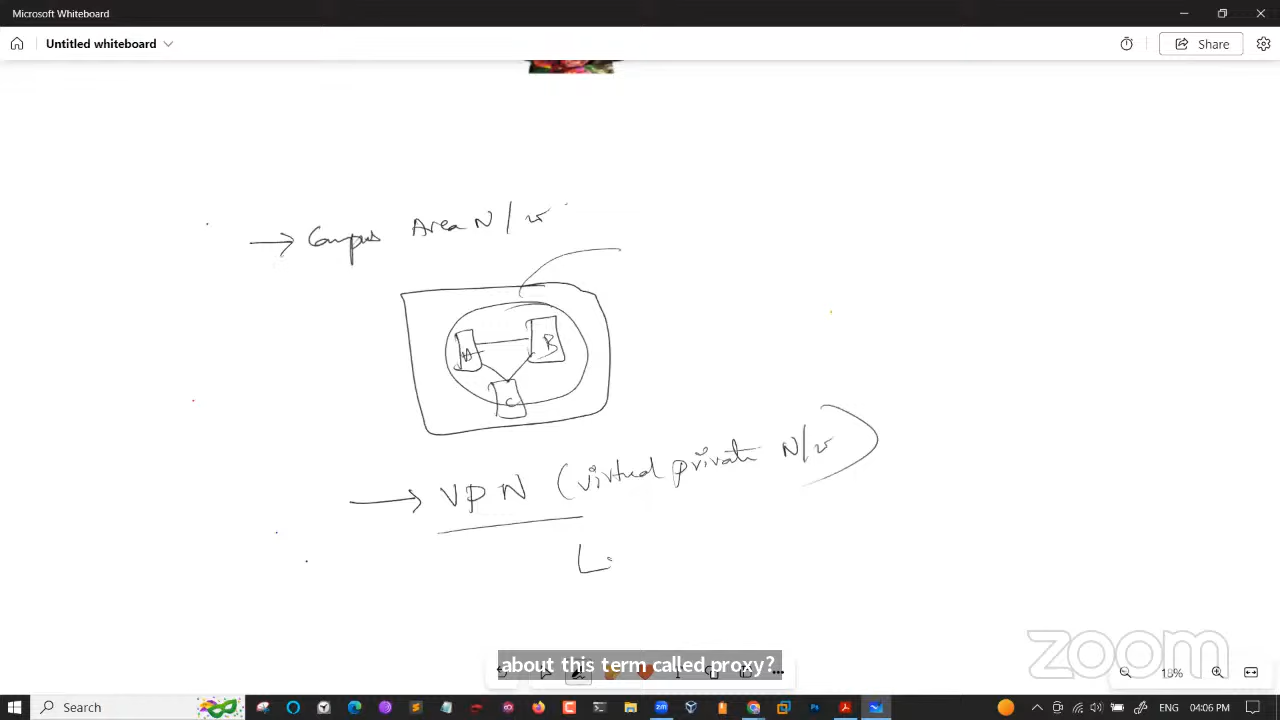 Microsoft Whiteboard
Untitled whiteboard
Share
→ Campus Area N/w
A
B
C
→ VPN (virtual private N/w)
zoom
about this term called proxy?
18%
Search
ENG
04:06 PM